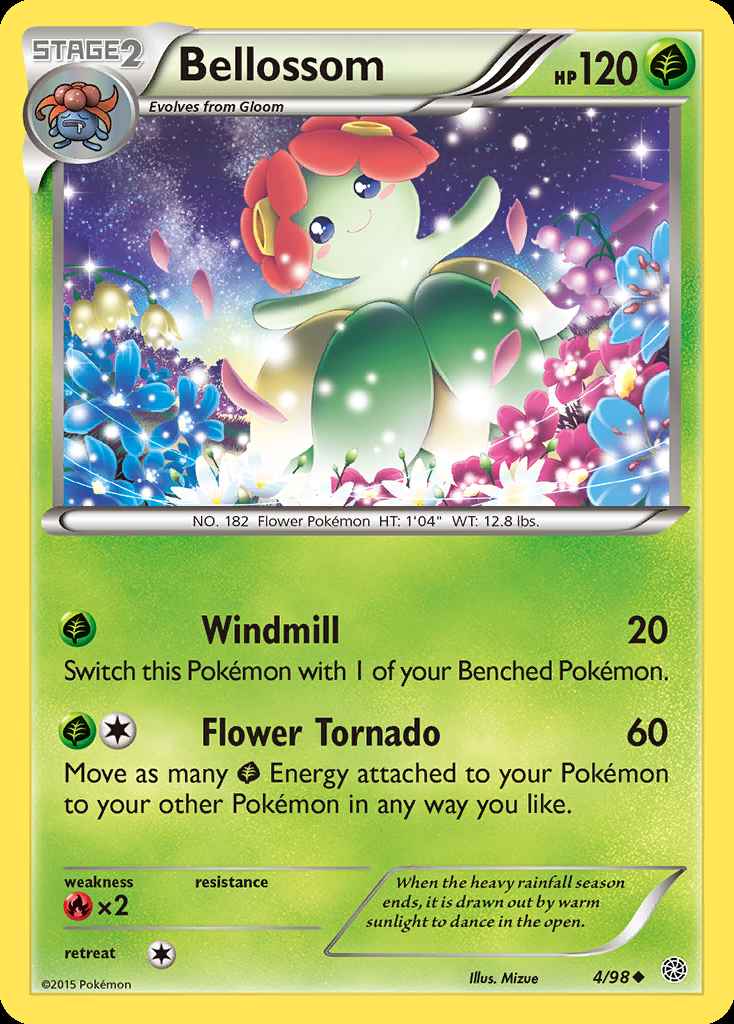 STAGE2
Bellossom
HP120
Evolves from Gloom
NO. 182 Flower Pokémon HT: 1'04" WT: 12.8 lbs.
Windmill 20
Switch this Pokémon with 1 of your Benched Pokémon.
Flower Tornado 60
Move as many Energy attached to your Pokémon
to your other Pokémon in any way you like.
weakness resistance
×2
retreat
When the heavy rainfall season
ends, it is drawn out by warm
sunlight to dance in the open.
©2015 Pokémon
Illus. Mizue
4/98